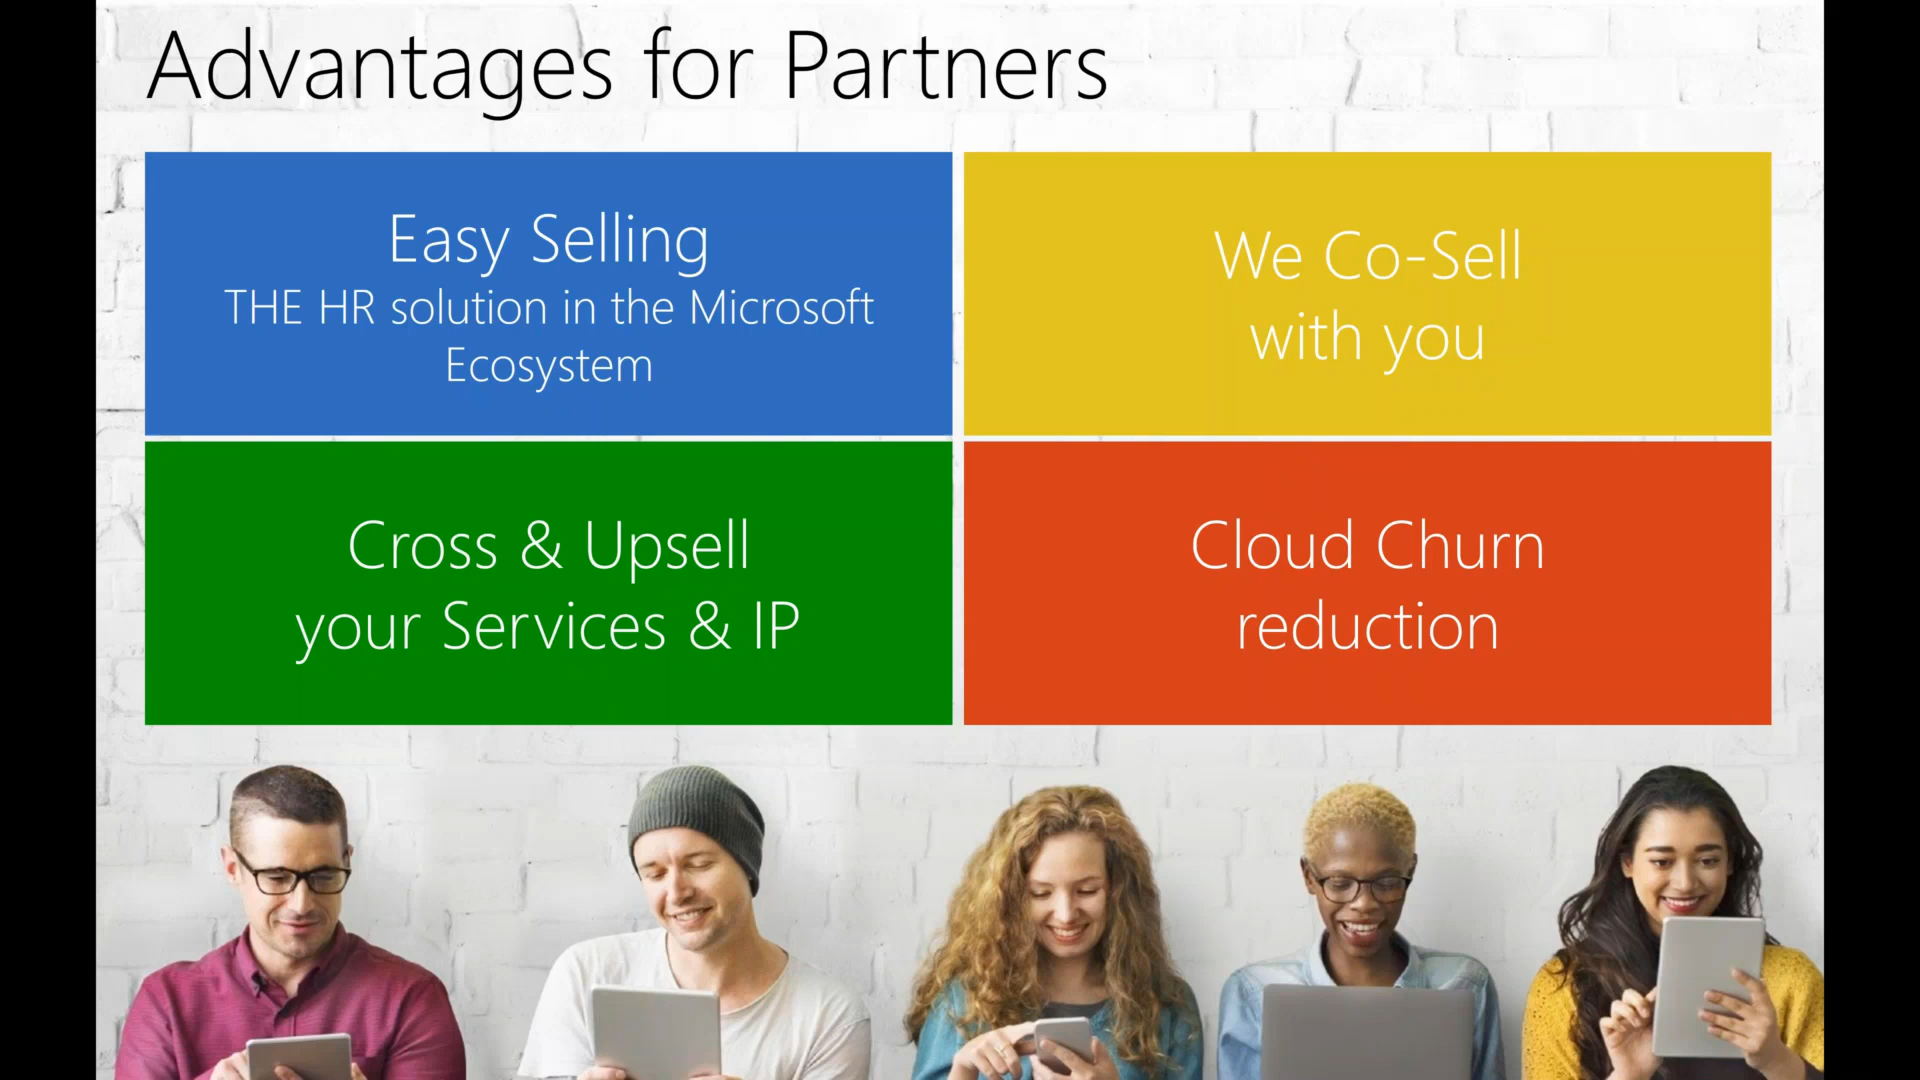 Advantages for Partners
Easy Selling
THE HR solution in the Microsoft
Ecosystem
We Co-Sell
with you
Cross & Upsell
your Services & IP
Cloud Churn
reduction